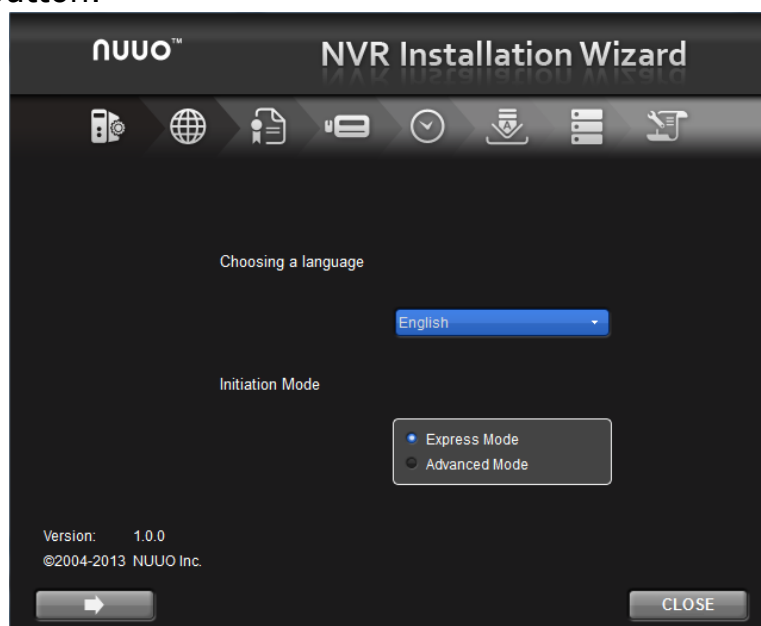 nuuo™
NVR Installation Wizard
Choosing a language
English
Initiation Mode
Express Mode
Advanced Mode
Version: 1.0.0
©2004-2013 NUUO Inc.
CLOSE